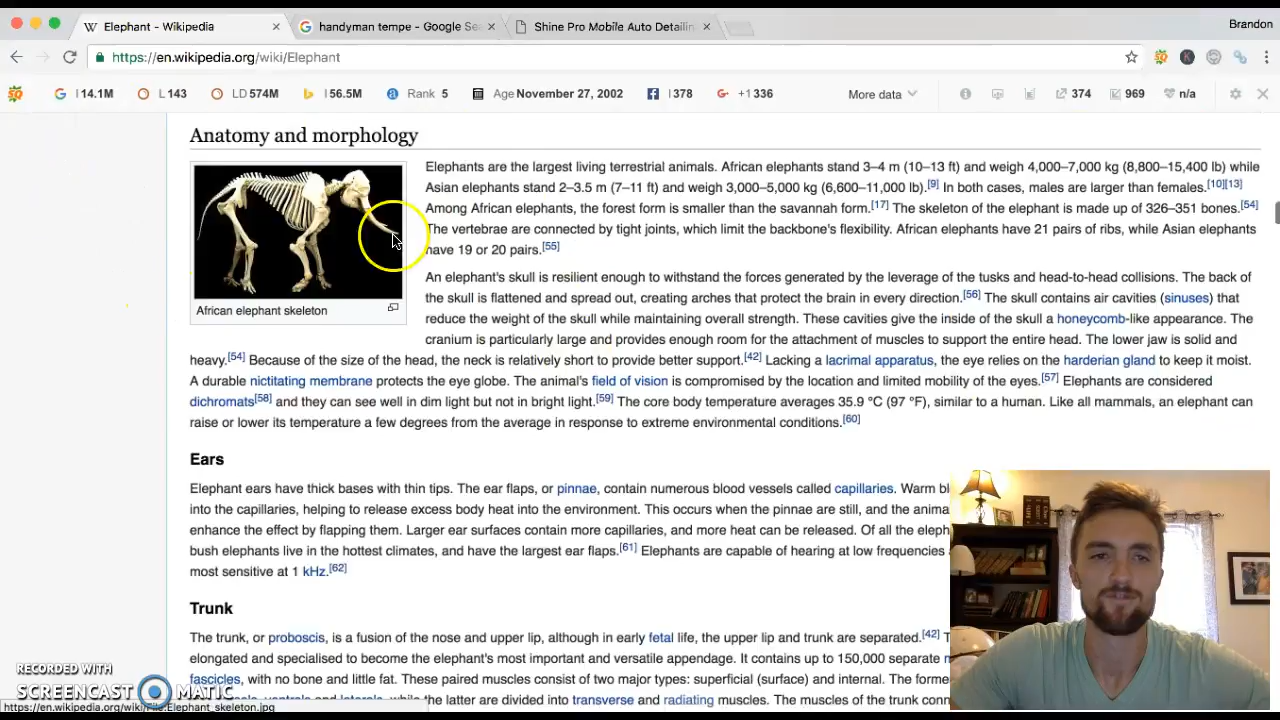 Elephant - Wikipedia
handyman tempe - Google Se
Shine Pro Mobile Auto Detailin
Brandon
https://en.wikipedia.org/wiki/Elephant
I 14.1M
L 143
LD 574M
I 56.5M
Rank 5
Age November 27, 2002
I 378
+1 336
More data
374
969
n/a
Anatomy and morphology
Elephants are the largest living terrestrial animals. African elephants stand 3–4 m (10–13 ft) and weigh 4,000–7,000 kg (8,800–15,400 lb) while
Asian elephants stand 2–3.5 m (7–11 ft) and weigh 3,000–5,000 kg (6,600–11,000 lb).[9] In both cases, males are larger than females.[10][13]
Among African elephants, the forest form is smaller than the savannah form.[17] The skeleton of the elephant is made up of 326–351 bones.[54]
The vertebrae are connected by tight joints, which limit the backbone's flexibility. African elephants have 21 pairs of ribs, while Asian elephants
have 19 or 20 pairs.[55]
African elephant skeleton
An elephant's skull is resilient enough to withstand the forces generated by the leverage of the tusks and head-to-head collisions. The back of
the skull is flattened and spread out, creating arches that protect the brain in every direction.[56] The skull contains air cavities (sinuses) that
reduce the weight of the skull while maintaining overall strength. These cavities give the inside of the skull a honeycomb-like appearance. The
cranium is particularly large and provides enough room for the attachment of muscles to support the entire head. The lower jaw is solid and
heavy.[54] Because of the size of the head, the neck is relatively short to provide better support.[42] Lacking a lacrimal apparatus, the eye relies on the harderian gland to keep it moist.
A durable nictitating membrane protects the eye globe. The animal's field of vision is compromised by the location and limited mobility of the eyes.[57] Elephants are considered
dichromats[58] and they can see well in dim light but not in bright light.[59] The core body temperature averages 35.9 °C (97 °F), similar to a human. Like all mammals, an elephant can
raise or lower its temperature a few degrees from the average in response to extreme environmental conditions.[60]
Ears
Elephant ears have thick bases with thin tips. The ear flaps, or pinnae, contain numerous blood vessels called capillaries. Warm bl
into the capillaries, helping to release excess body heat into the environment. This occurs when the pinnae are still, and the anima
enhance the effect by flapping them. Larger ear surfaces contain more capillaries, and more heat can be released. Of all the eleph
bush elephants live in the hottest climates, and have the largest ear flaps.[61] Elephants are capable of hearing at low frequencies
most sensitive at 1 kHz.[62]
Trunk
The trunk, or proboscis, is a fusion of the nose and upper lip, although in early fetal life, the upper lip and trunk are separated.[42] T
elongated and specialised to become the elephant's most important and versatile appendage. It contains up to 150,000 separate m
fascicles, with no bone and little fat. These paired muscles consist of two major types: superficial (surface) and internal. The forme
ventrals and laterals, while the latter are divided into transverse and radiating muscles. The muscles of the trunk conn
RECORDED WITH
SCREENCAST MATIC
https://en.wikipedia.org/wiki/File:Elephant_skeleton.jpg